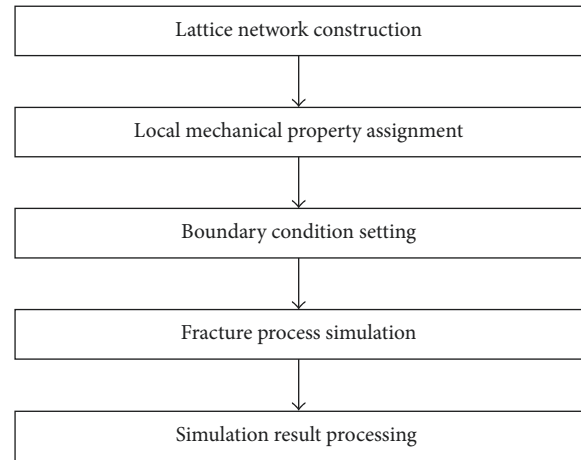 Lattice network construction
Local mechanical property assignment
Boundary condition setting
Fracture process simulation
Simulation result processing